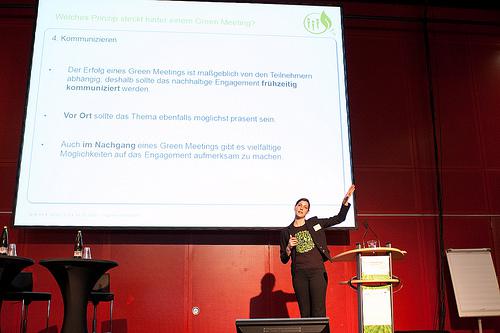 Welches Prinzip steckt hinter einem Green Meeting?
4. Kommunizieren
• Der Erfolg eines Green Meetings ist maßgeblich von den Teilnehmern
abhängig; deshalb sollte das nachhaltige Engagement frühzeitig
kommuniziert werden.
• Vor Ort sollte das Thema ebenfalls möglichst präsent sein.
• Auch im Nachgang eines Green Meetings gibt es vielfältige
Möglichkeiten auf das Engagement aufmerksam zu machen.